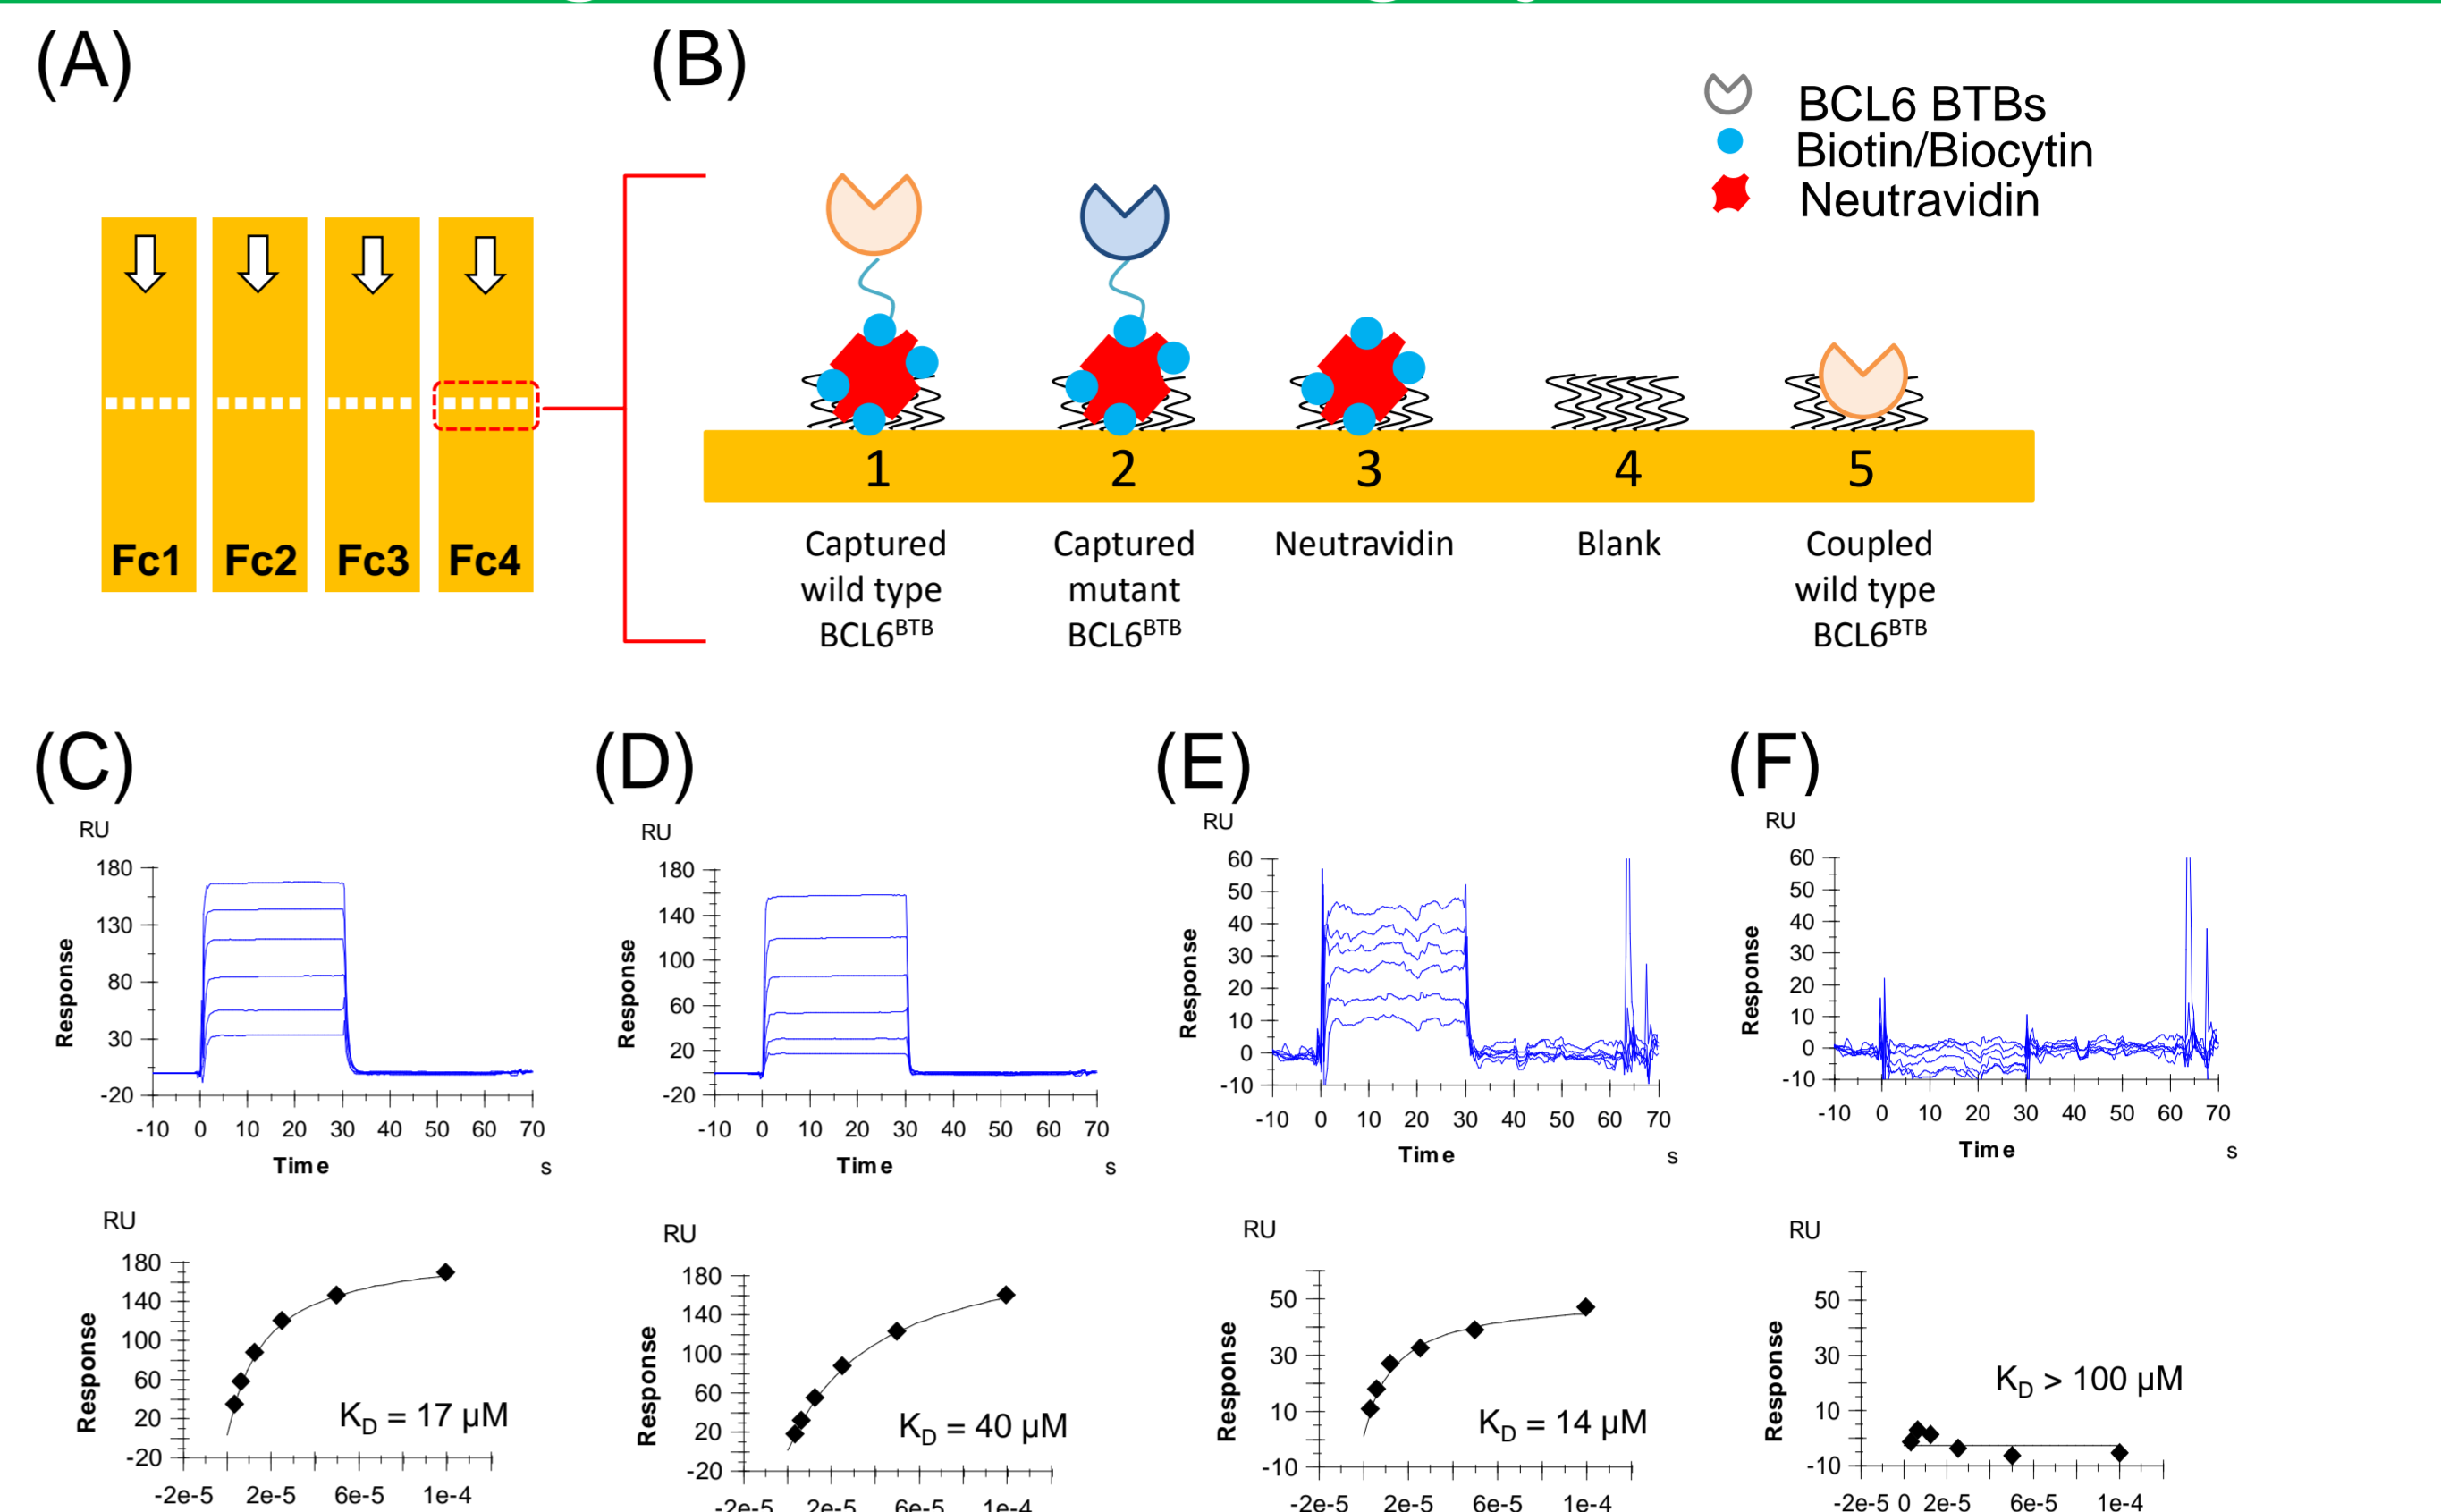 (A)
(B)
BCL6 BTBs
Biotin/Biocytin
Neutravidin
Fc1 Fc2 Fc3 Fc4
1 2 3 4 5
Captured wild type BCL6BTB
Captured mutant BCL6BTB
Neutravidin
Blank
Coupled wild type BCL6BTB
(C)
RU
180
130
80
30
-20
Response
-10 0 10 20 30 40 50 60 70
Time s
RU
180
140
100
60
20
-20
Response
KD = 17 µM
-2e-5 2e-5 6e-5 1e-4
(D)
RU
180
140
100
60
20
-20
Response
-10 0 10 20 30 40 50 60 70
Time s
RU
180
140
100
60
20
-20
Response
KD = 40 µM
-2e-5 2e-5 6e-5 1e-4
(E)
RU
60
50
40
30
20
10
0
-10
Response
-10 0 10 20 30 40 50 60 70
Time s
RU
50
30
10
-10
Response
KD = 14 µM
-2e-5 2e-5 6e-5 1e-4
(F)
RU
60
50
40
30
20
10
0
-10
Response
-10 0 10 20 30 40 50 60 70
Time s
RU
50
30
10
-10
Response
KD > 100 µM
-2e-5 0 2e-5 6e-5 1e-4